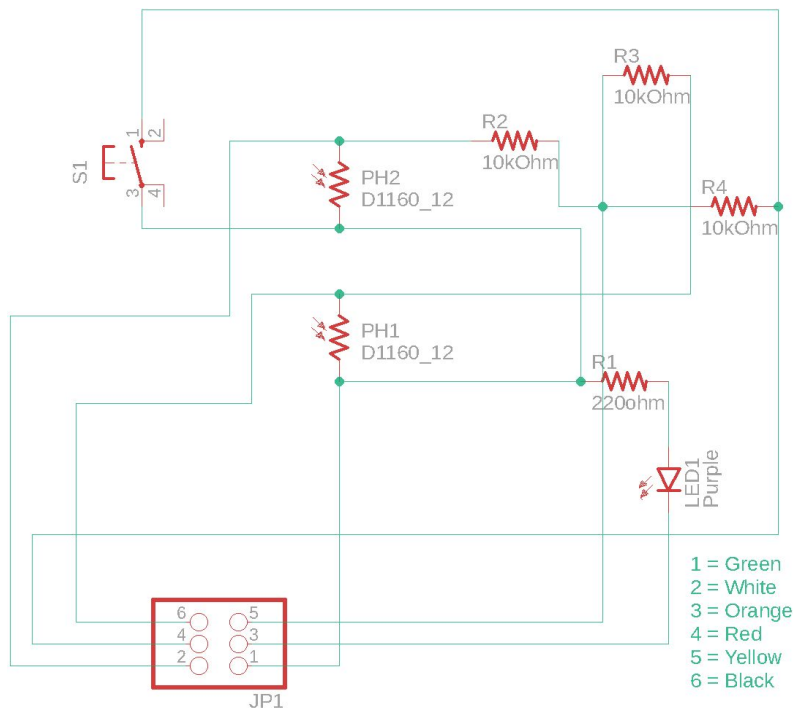 R3
10kOhm
R2
10kOhm
1
2
S1
3
4
PH2
D1160_12
R4
10kOhm
PH1
D1160_12
R1
220ohm
LED1
Purple
1 = Green
2 = White
3 = Orange
4 = Red
5 = Yellow
6 = Black
6 5
4 3
2 1
JP1